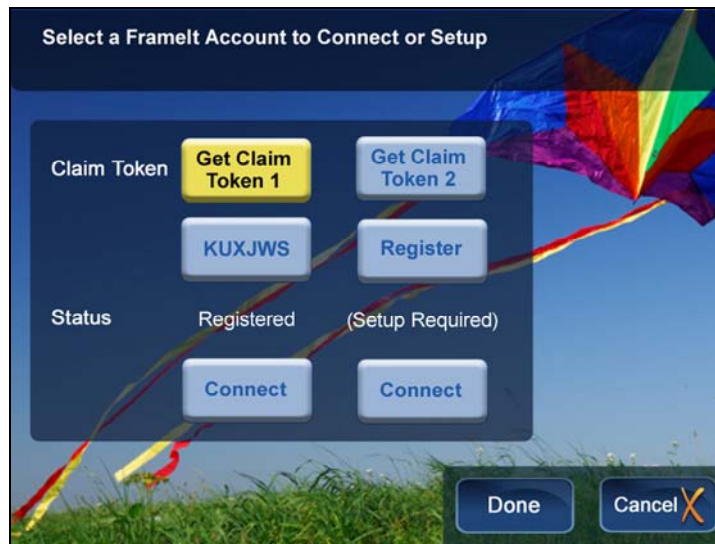 Select a FrameIt Account to Connect or Setup
Claim Token
Get Claim
Token 1
Get Claim
Token 2
KUXJWS
Register
Status
Registered
(Setup Required)
Connect
Connect
Done
Cancel